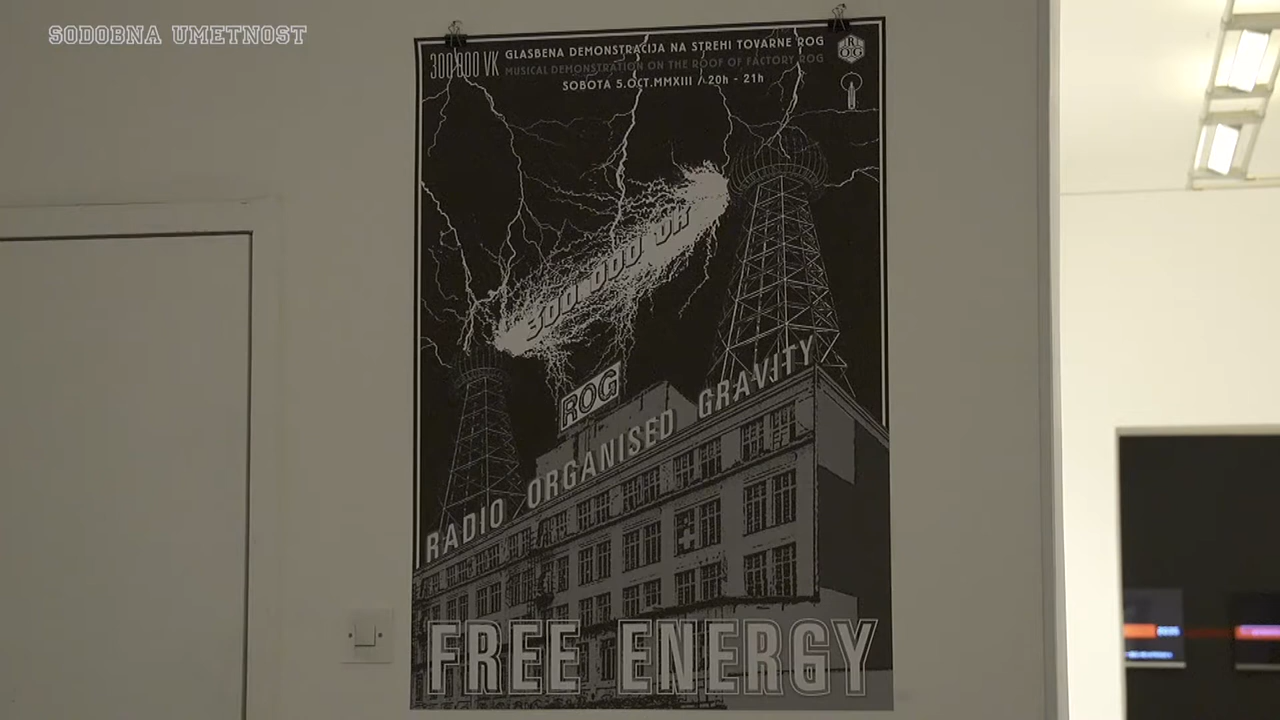 SODOBNA UMETNOST
300 000 VK
GLASBENA DEMONSTRACIJA NA STREHI TOVARNE ROG
MUSICAL DEMONSTRATION ON THE ROOF OF FACTORY ROG
SOBOTA 5.OCT.MMXIII / 20h - 21h
ROG
300 000 VK
ROG
RADIO ORGANISED GRAVITY
FREE ENERGY